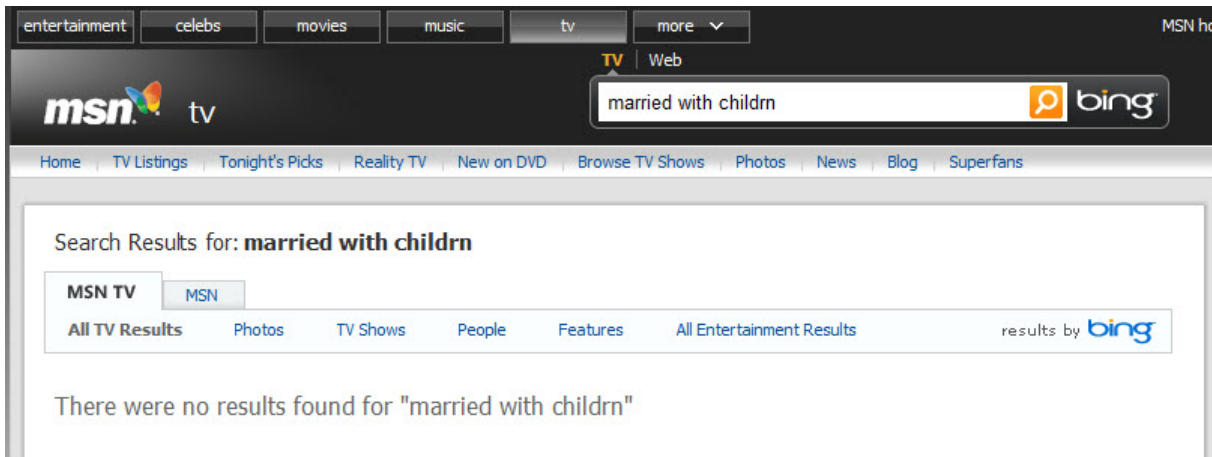 entertainment celebs movies music tv more MSN ho
TV Web
msn tv married with childrn bing
Home TV Listings Tonight's Picks Reality TV New on DVD Browse TV Shows Photos News Blog Superfans
Search Results for: married with childrn
MSN TV MSN
All TV Results Photos TV Shows People Features All Entertainment Results results by bing
There were no results found for "married with childrn"